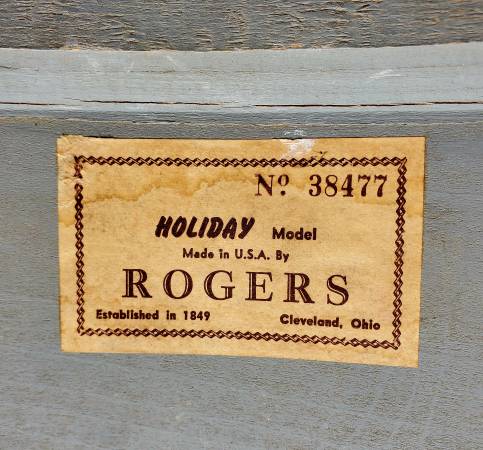 Nº 38477
HOLIDAY Model
Made in U.S.A. By
ROGERS
Established in 1849 Cleveland, Ohio